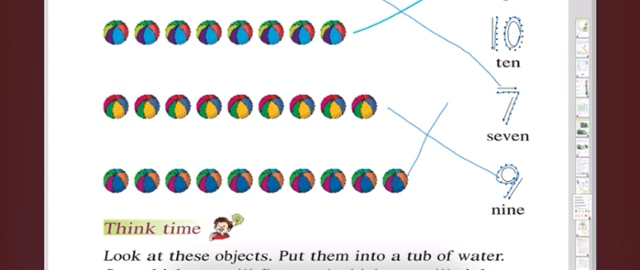 10
ten
7
seven
9
nine
Think time
Look at these objects. Put them into a tub of water.